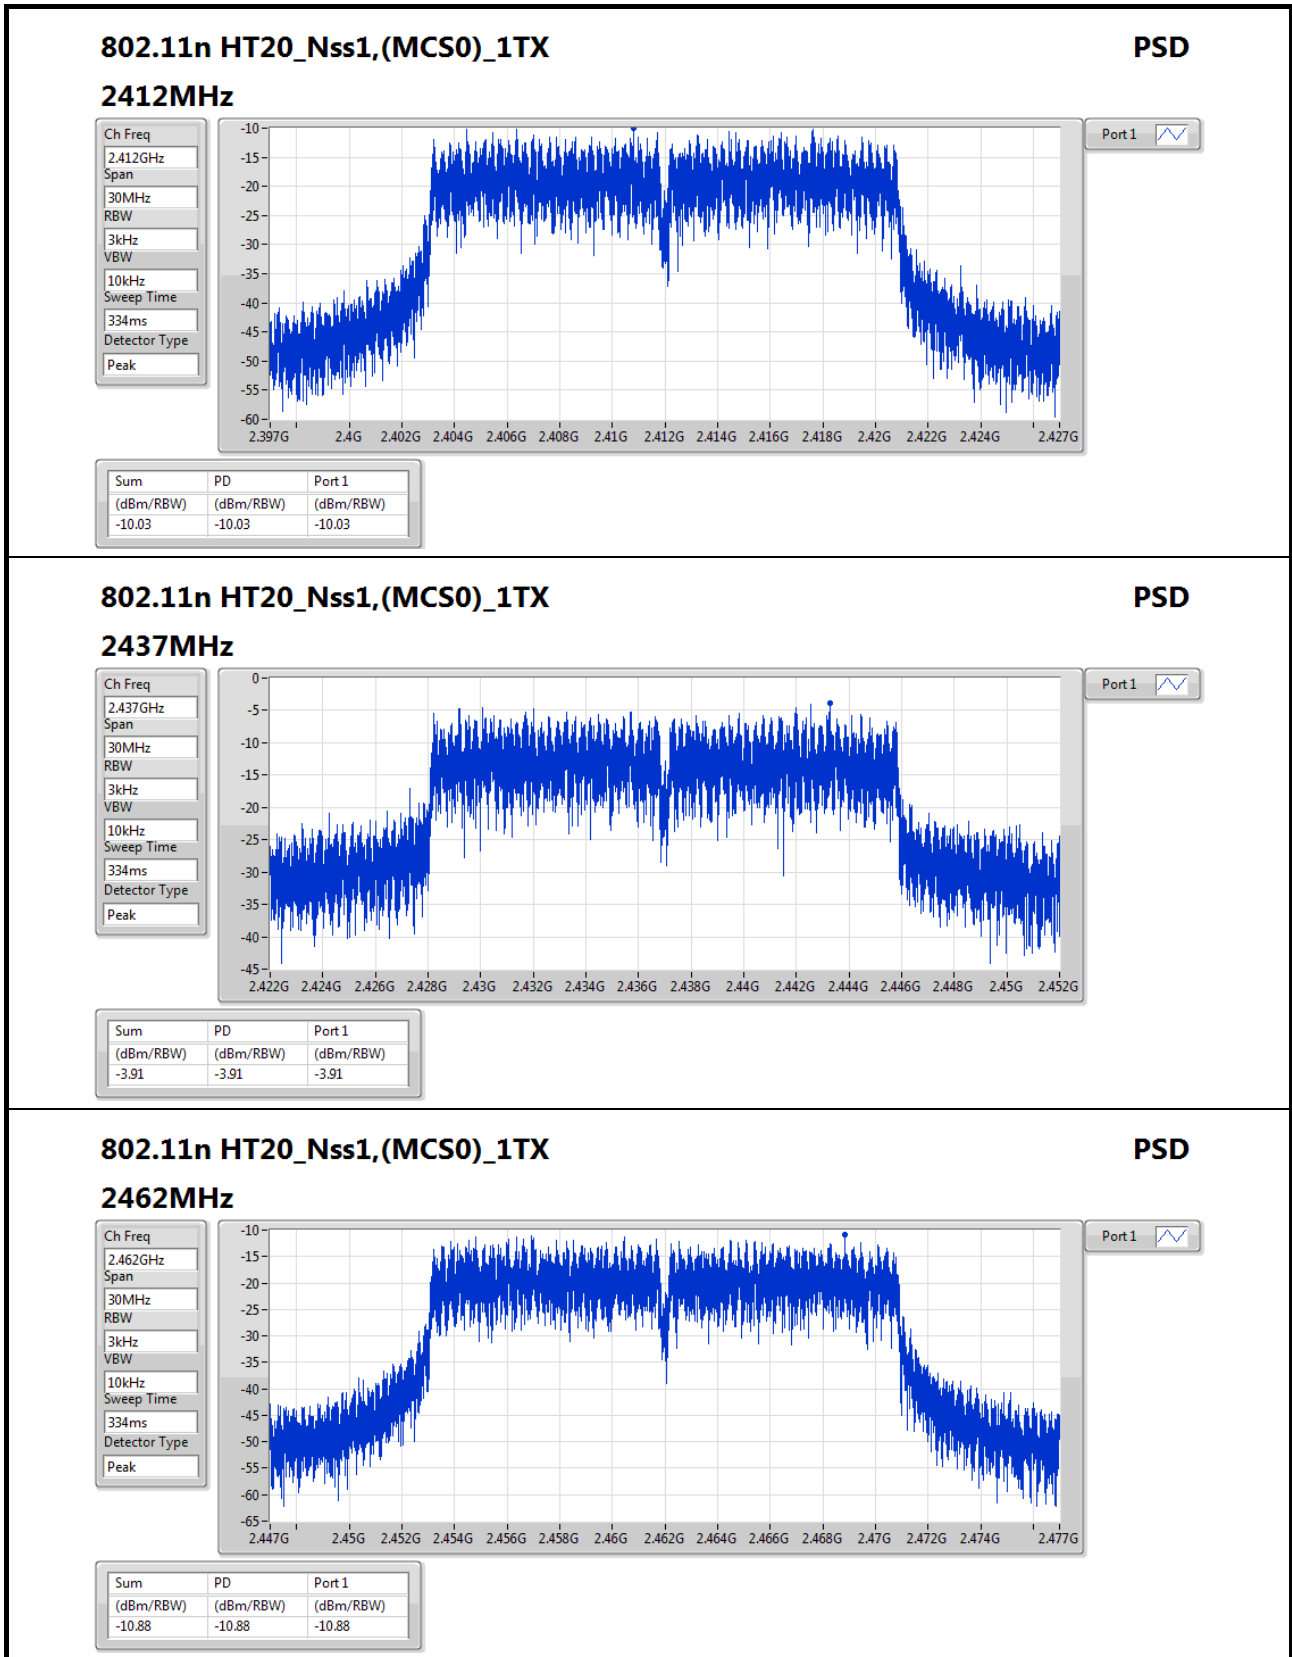 802.11n HT20_Nss1,(MCS0)_1TX PSD
2412MHz
Ch Freq
2.412GHz
Span
30MHz
RBW
3kHz
VBW
10kHz
Sweep Time
334ms
Detector Type
Peak
-10
-15
-20
-25
-30
-35
-40
-45
-50
-55
-60
2.397G 2.4G 2.402G 2.404G 2.406G 2.408G 2.41G 2.412G 2.414G 2.416G 2.418G 2.42G 2.422G 2.424G 2.427G
Port 1
Sum PD Port 1
(dBm/RBW) (dBm/RBW) (dBm/RBW)
-10.03 -10.03 -10.03
802.11n HT20_Nss1,(MCS0)_1TX PSD
2437MHz
Ch Freq
2.437GHz
Span
30MHz
RBW
3kHz
VBW
10kHz
Sweep Time
334ms
Detector Type
Peak
0
-5
-10
-15
-20
-25
-30
-35
-40
-45
2.422G 2.424G 2.426G 2.428G 2.43G 2.432G 2.434G 2.436G 2.438G 2.44G 2.442G 2.444G 2.446G 2.448G 2.45G 2.452G
Port 1
Sum PD Port 1
(dBm/RBW) (dBm/RBW) (dBm/RBW)
-3.91 -3.91 -3.91
802.11n HT20_Nss1,(MCS0)_1TX PSD
2462MHz
Ch Freq
2.462GHz
Span
30MHz
RBW
3kHz
VBW
10kHz
Sweep Time
334ms
Detector Type
Peak
-10
-15
-20
-25
-30
-35
-40
-45
-50
-55
-60
-65
2.447G 2.45G 2.452G 2.454G 2.456G 2.458G 2.46G 2.462G 2.464G 2.466G 2.468G 2.47G 2.472G 2.474G 2.477G
Port 1
Sum PD Port 1
(dBm/RBW) (dBm/RBW) (dBm/RBW)
-10.88 -10.88 -10.88